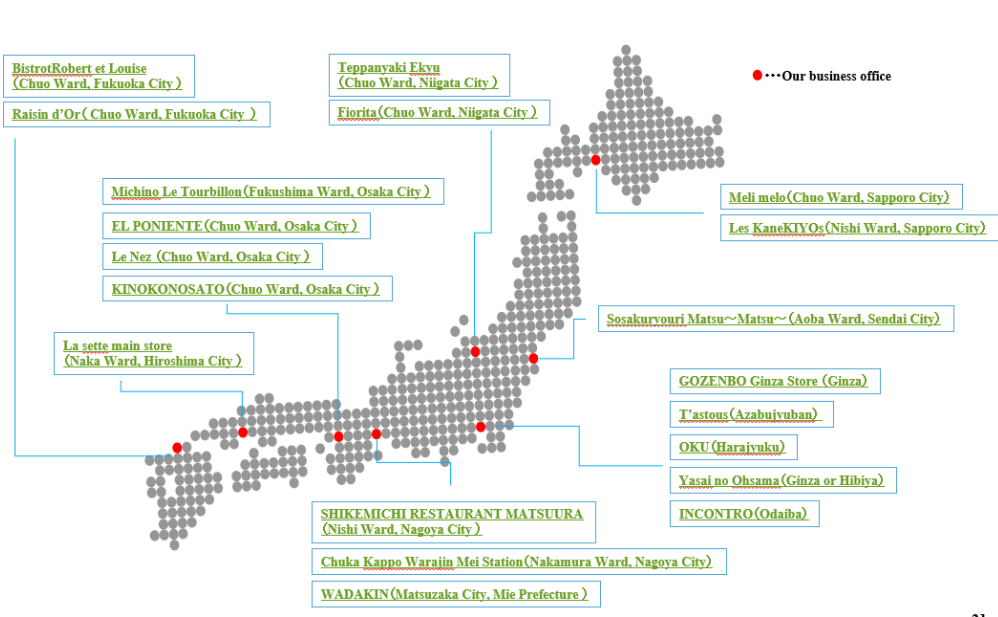 BistrotRobert et Louise
(Chuo Ward, Fukuoka City )
Raisin d’Or( Chuo Ward, Fukuoka City )
Teppanyaki Ekyu
(Chuo Ward, Niigata City )
Fiorita(Chuo Ward, Niigata City )
●···Our business office
Michino Le Tourbillon(Fukushima Ward, Osaka City )
EL PONIENTE(Chuo Ward, Osaka City )
Le Nez (Chuo Ward, Osaka City )
KINOKONOSATO(Chuo Ward, Osaka City )
Meli melo(Chuo Ward, Sapporo City)
Les KaneKIYOs(Nishi Ward, Sapporo City)
La sette main store
(Naka Ward, Hiroshima City )
Sosakuryouri Matsu～Matsu～(Aoba Ward, Sendai City)
GOZENBO Ginza Store (Ginza)
T’astous(Azabujyuban)
OKU(Harajyuku)
Yasai no Ohsama(Ginza or Hibiya)
INCONTRO(Odaiba)
SHIKEMICHI RESTAURANT MATSUURA
(Nishi Ward, Nagoya City )
Chuka Kappo Warajin Mei Station(Nakamura Ward, Nagoya City)
WADAKIN(Matsuzaka City, Mie Prefecture )